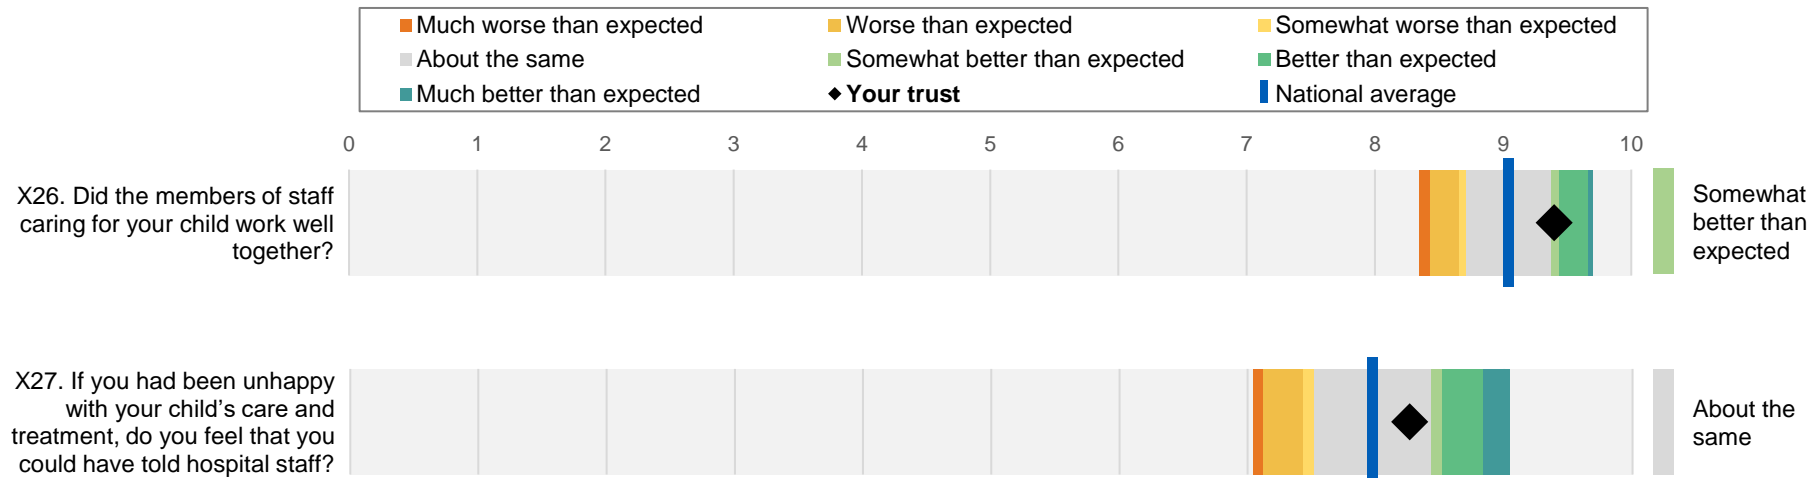 Much worse than expected
Worse than expected
Somewhat worse than expected
About the same
Somewhat better than expected
Better than expected
Much better than expected
Your trust
National average
0 1 2 3 4 5 6 7 8 9 10
X26. Did the members of staff
caring for your child work well
together?
Somewhat
better than
expected
X27. If you had been unhappy
with your child’s care and
treatment, do you feel that you
could have told hospital staff?
About the
same